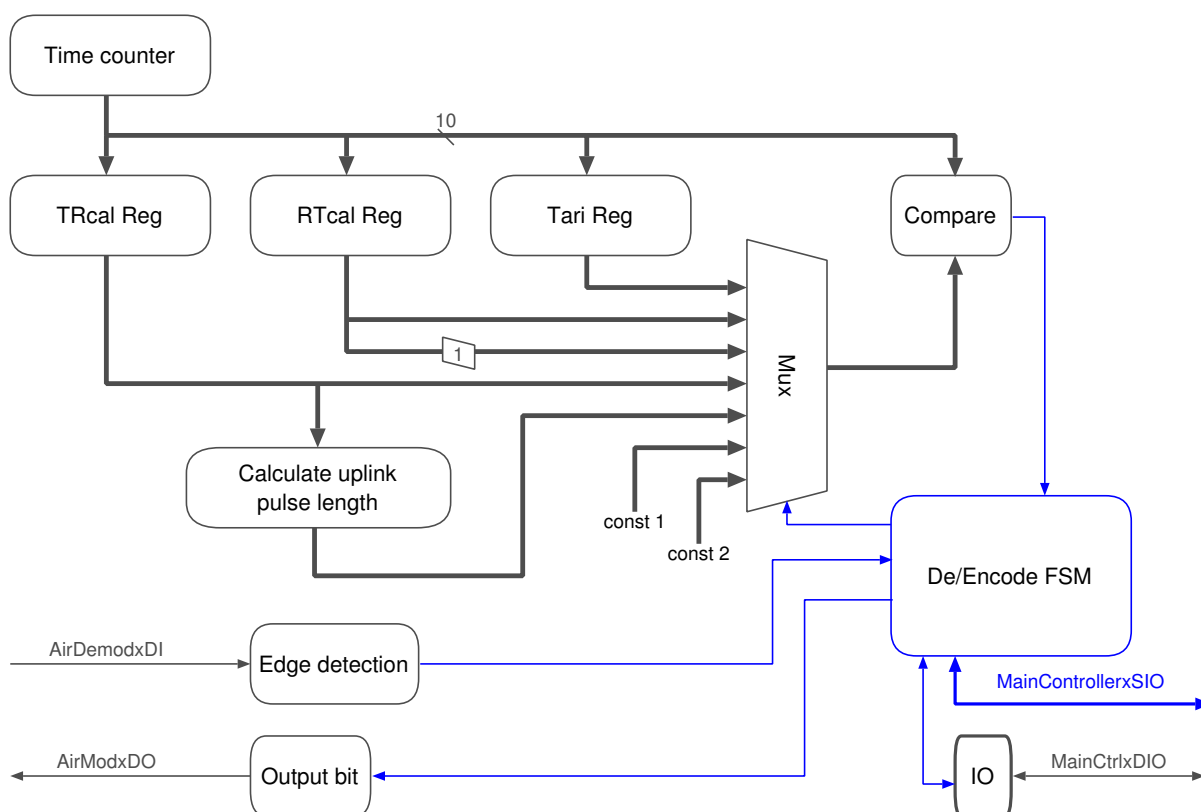 Time counter
10
TRcal Reg
RTcal Reg
Tari Reg
Compare
1
Mux
Calculate uplink
pulse length
const 1
const 2
De/Encode FSM
AirDemodxDI
Edge detection
MainControllerxSIO
AirModxDO
Output bit
IO
MainCtrlxDIO